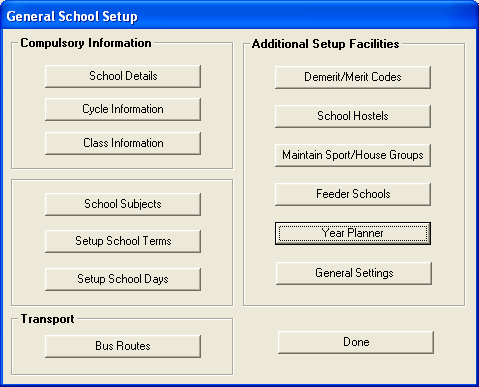 General School Setup
Compulsory Information
School Details
Cycle Information
Class Information
School Subjects
Setup School Terms
Setup School Days
Transport
Bus Routes
Additional Setup Facilities
Demerit/Merit Codes
School Hostels
Maintain Sport/House Groups
Feeder Schools
Year Planner
General Settings
Done